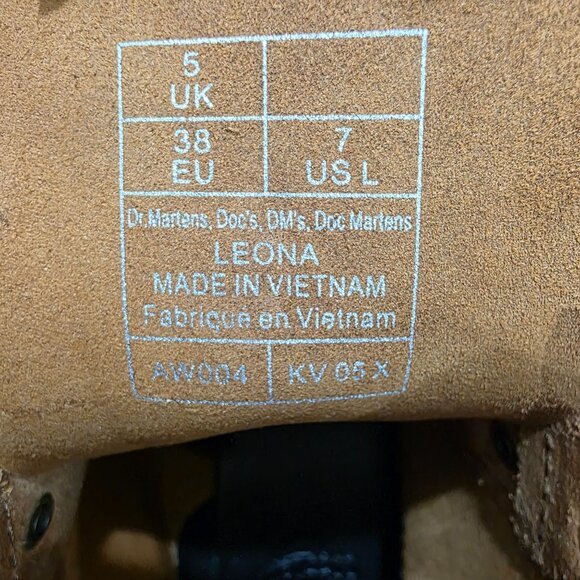 5
UK
38
EU
7
US L
Dr.Martens, Doc's, DM's, Doc Martens
LEONA
MADE IN VIETNAM
Fabrique en Vietnam
AW004
KV 05 X